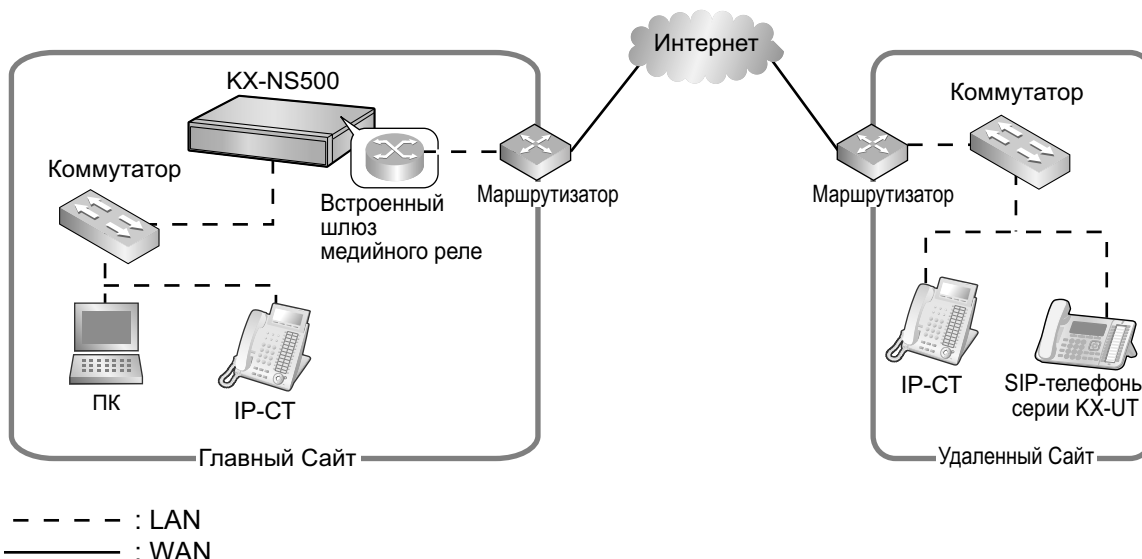 Интернет
KX-NS500
Коммутатор
Коммутатор
Встроенный
шлюз
медийного реле
Маршрутизатор
Маршрутизатор
ПК
IP-CT
IP-CT
SIP-телефоны
серии KX-UT
Главный Сайт
Удаленный Сайт
: LAN
: WAN